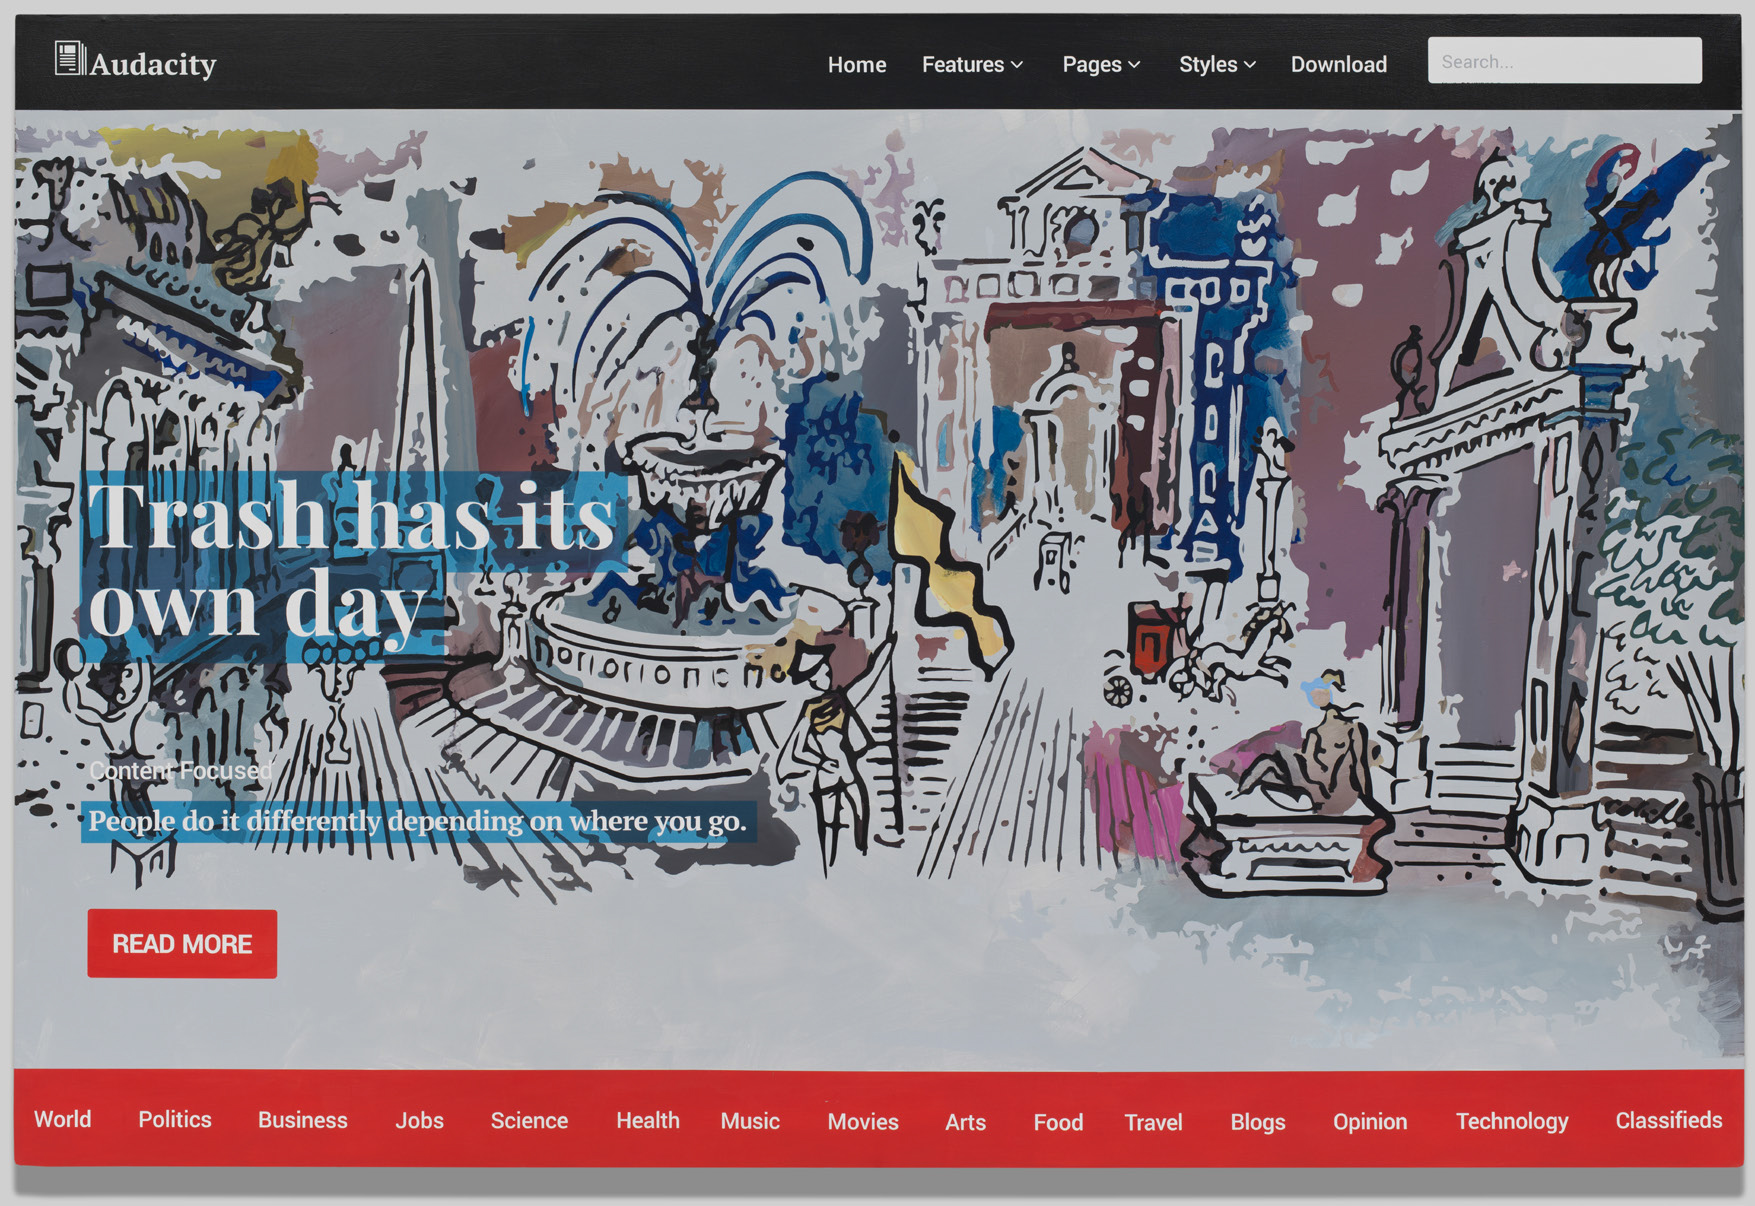 Audacity
Home Features Pages Styles Download Search...
Trash has its
own day
Content Focused
People do it differently depending on where you go.
READ MORE
World Politics Business Jobs Science Health Music Movies Arts Food Travel Blogs Opinion Technology Classifieds